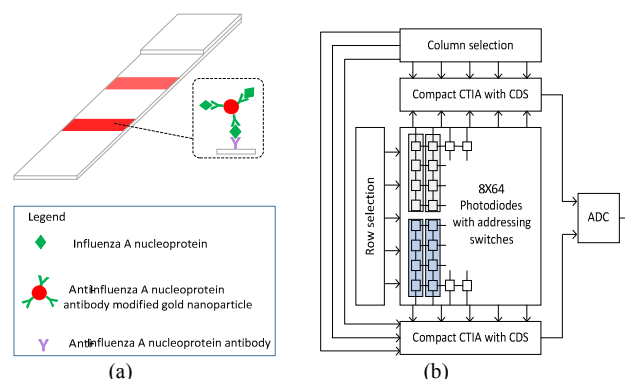 Legend
Influenza A nucleoprotein
Anti-Influenza A nucleoprotein
antibody modified gold nanoparticle
Anti-Influenza A nucleoprotein antibody
(a)
Column selection
Compact CTIA with CDS
Row selection
8X64
Photodiodes
with addressing
switches
ADC
Compact CTIA with CDS
(b)